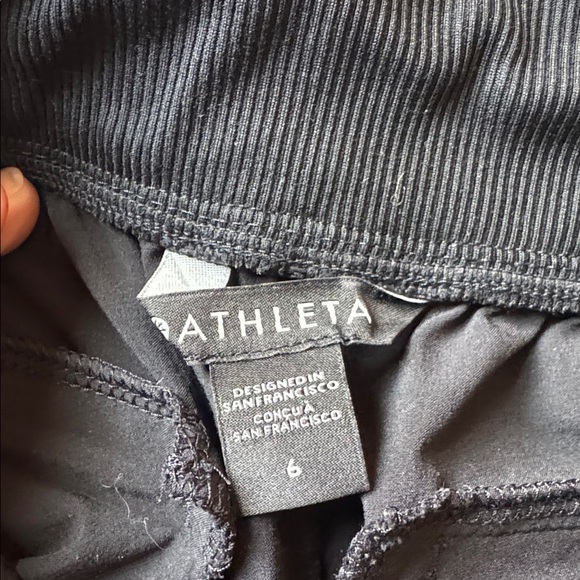 ATHLETA
DESIGNED IN
SAN FRANCISCO
CONÇU À
SAN FRANCISCO
6